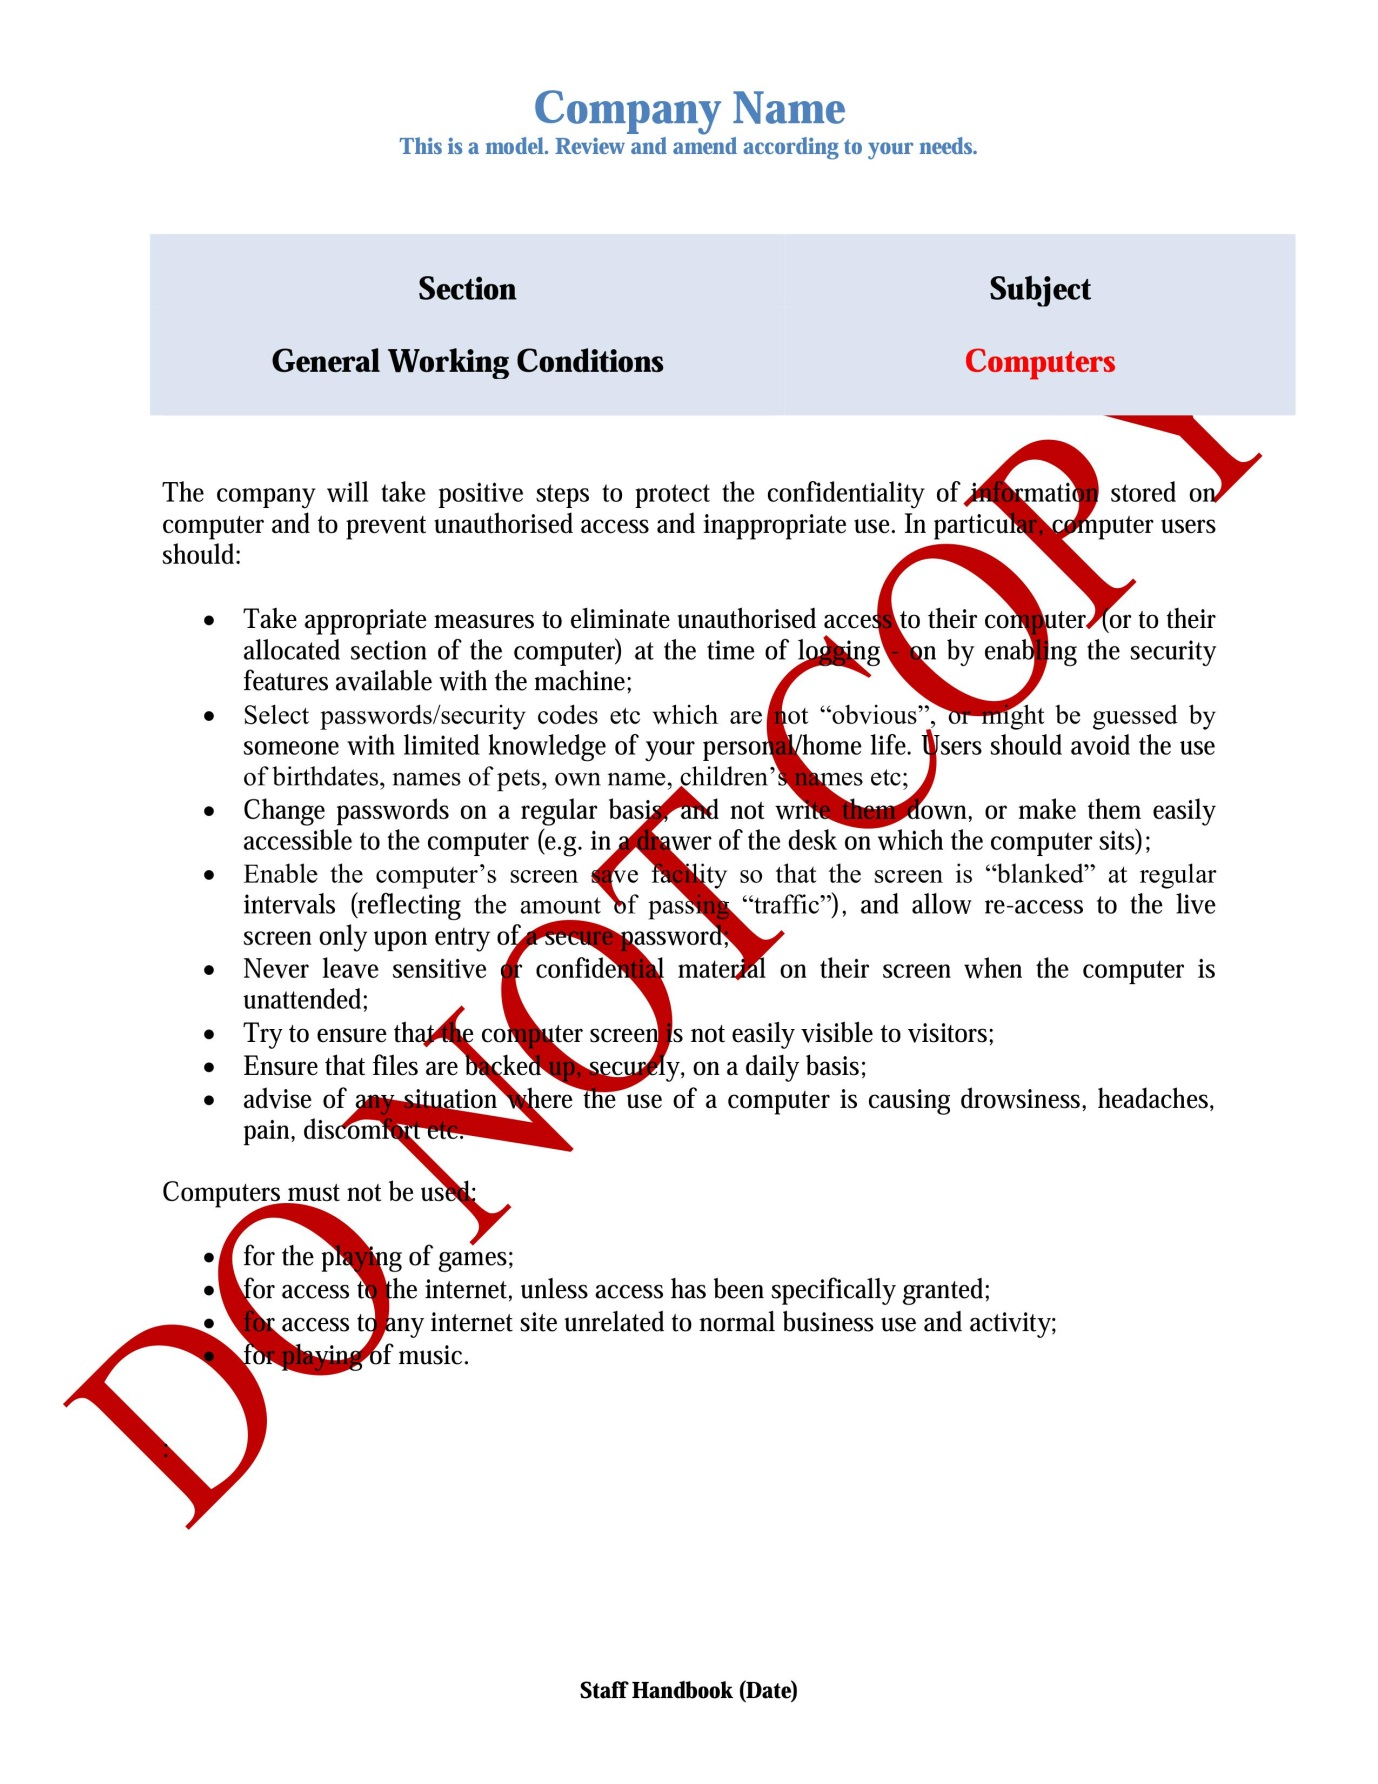 Company Name
This is a model. Review and amend according to your needs.
Section
Subject
General Working Conditions
Computers
The company will take positive steps to protect the confidentiality of information stored on
computer and to prevent unauthorised access and inappropriate use. In particular, computer users
should:
• Take appropriate measures to eliminate unauthorised access to their computer. (or to their
allocated section of the computer) at the time of logging - on by enabling the security
features available with the machine;
• Select passwords/security codes etc which are not “obvious”, or might be guessed by
someone with limited knowledge of your personal/home life. Users should avoid the use
of birthdates, names of pets, own name, children’s names etc;
• Change passwords on a regular basis, and not write them down, or make them easily
accessible to the computer (e.g. in a drawer of the desk on which the computer sits);
• Enable the computer’s screen save facility so that the screen is “blanked” at regular
intervals (reflecting the amount of passing “traffic”), and allow re-access to the live
screen only upon entry of a secure password;
• Never leave sensitive or confidential material on their screen when the computer is
unattended;
• Try to ensure that the computer screen is not easily visible to visitors;
• Ensure that files are backed up, securely, on a daily basis;
• advise of any situation where the use of a computer is causing drowsiness, headaches,
pain, discomfort etc.
Computers must not be used:
• for the playing of games;
• for access to the internet, unless access has been specifically granted;
• for access to any internet site unrelated to normal business use and activity;
• for playing of music.
:
DO NOT COPY
Staff Handbook (Date)